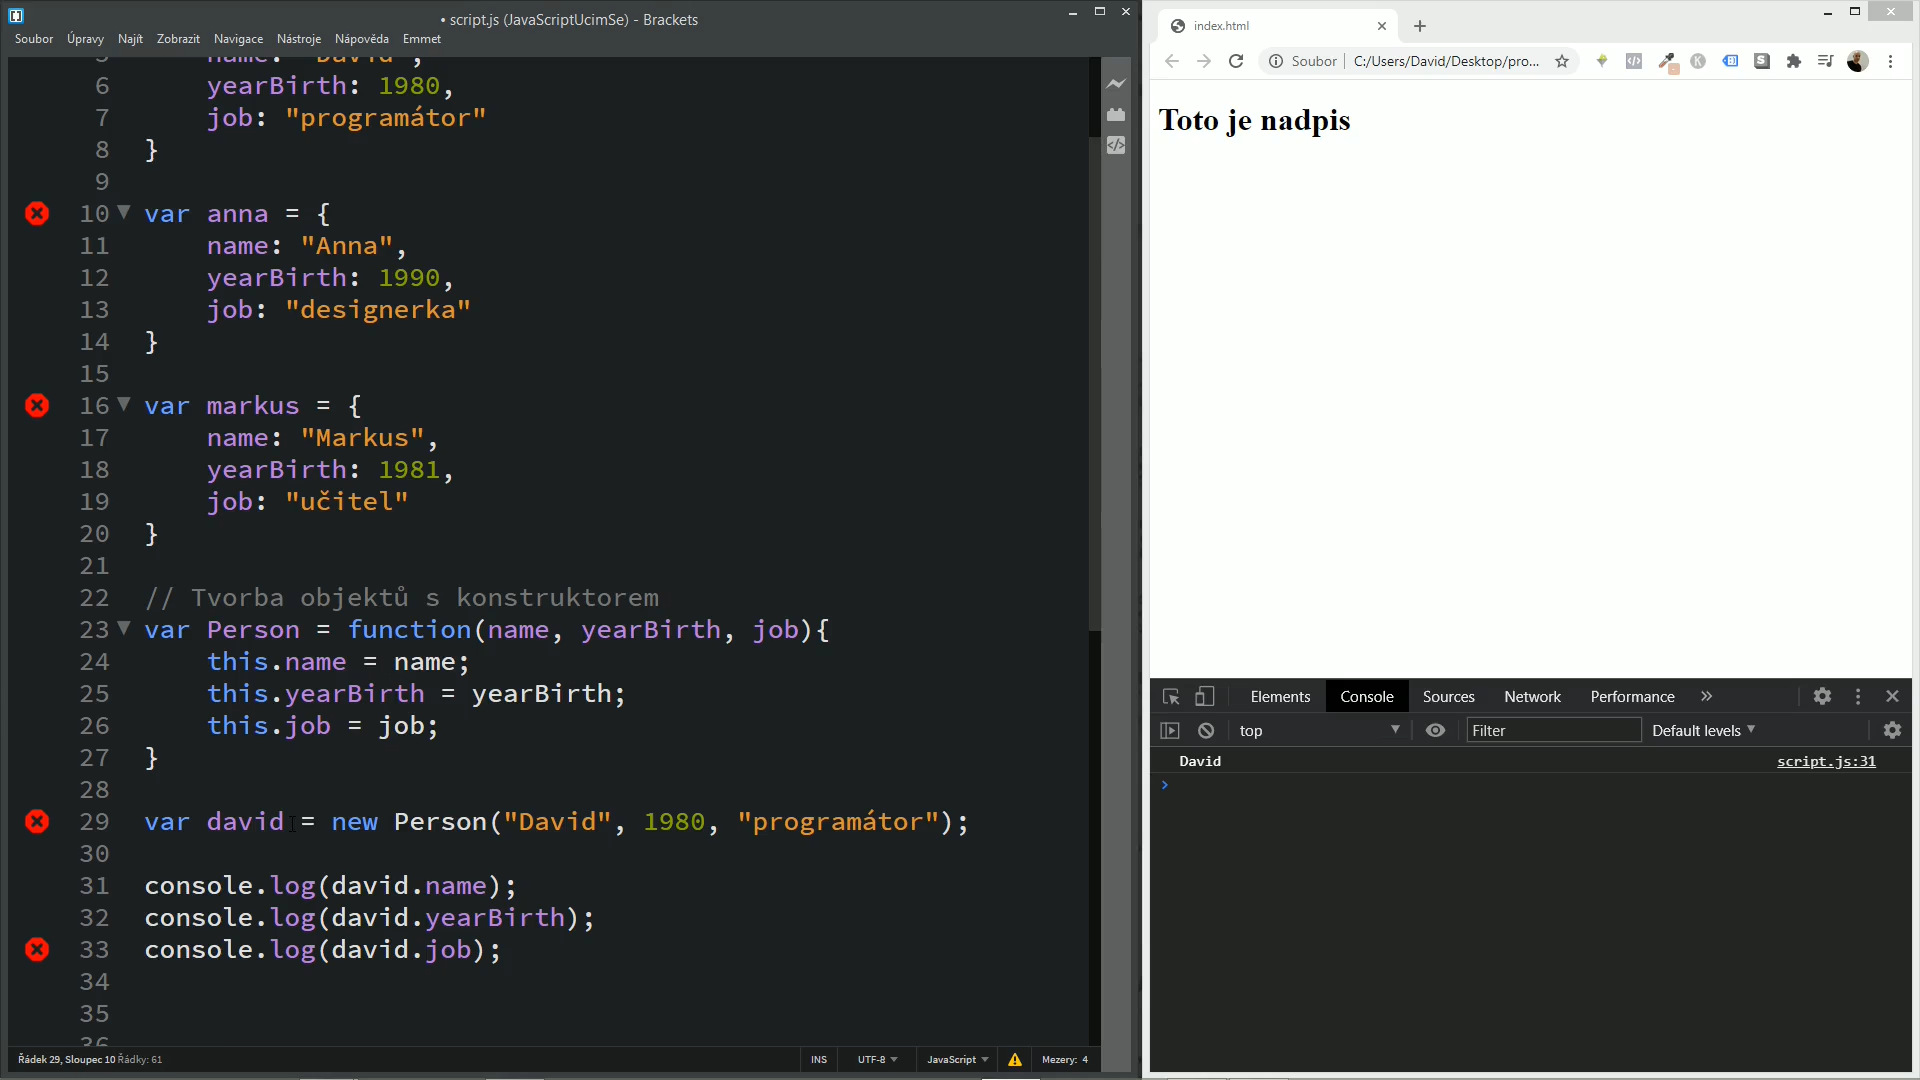 • script.js (JavaScriptUcimSe) - Brackets
Soubor Úpravy Najít Zobrazit Navigace Nástroje Nápověda Emmet
5 name: "David",
6 yearBirth: 1980,
7 job: "programátor"
8 }
9
10 var anna = {
11 name: "Anna",
12 yearBirth: 1990,
13 job: "designerka"
14 }
15
16 var markus = {
17 name: "Markus",
18 yearBirth: 1981,
19 job: "učitel"
20 }
21
22 // Tvorba objektů s konstruktorem
23 var Person = function(name, yearBirth, job){
24 this.name = name;
25 this.yearBirth = yearBirth;
26 this.job = job;
27 }
28
29 var david = new Person("David", 1980, "programátor");
30
31 console.log(david.name);
32 console.log(david.yearBirth);
33 console.log(david.job);
34
35
36
Řádek 29, Sloupec 10 Řádky: 61 INS UTF-8 JavaScript Mezery: 4
index.html
Soubor C:/Users/David/Desktop/pro...
Toto je nadpis
Elements Console Sources Network Performance »
top Filter Default levels
David script.js:31
>